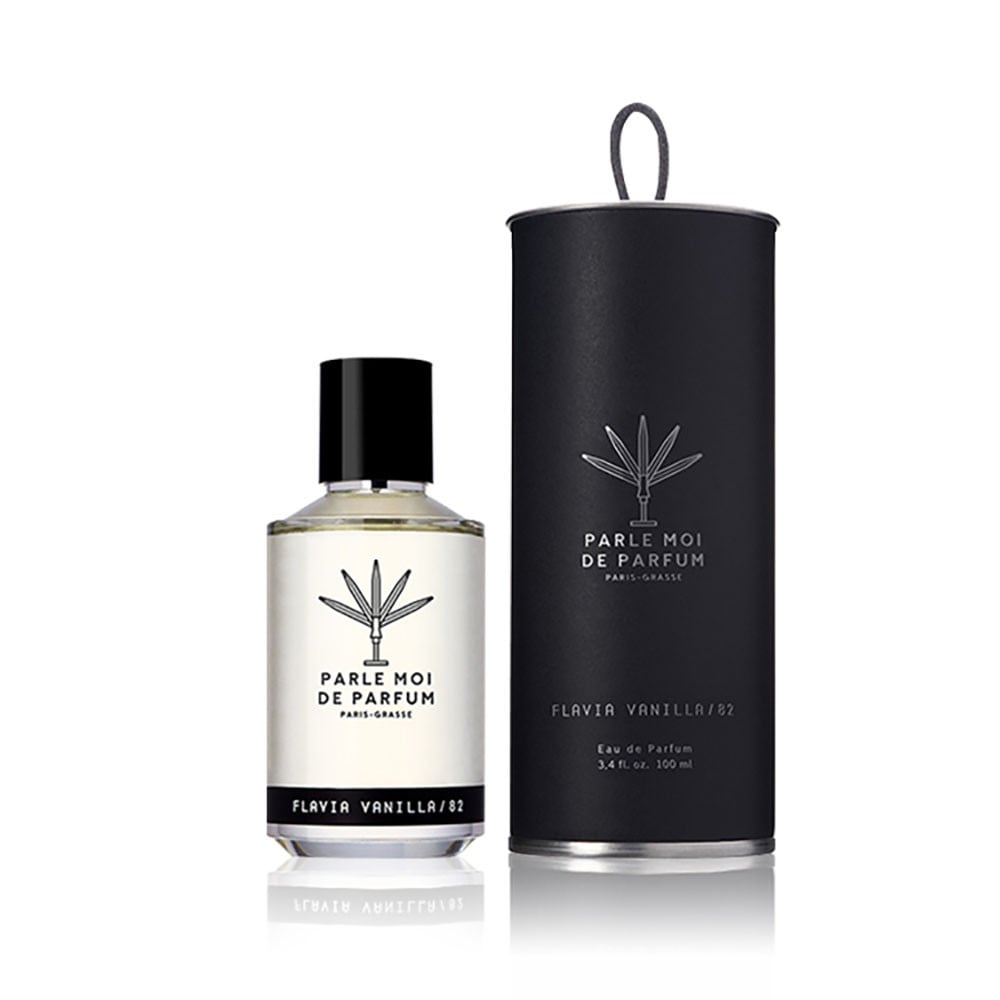 PARLE MOI
DE PARFUM
PARIS-GRASSE
FLAVIA VANILLA/82
PARLE MOI
DE PARFUM
PARIS-GRASSE
FLAVIA VANILLA/82
Eau de Parfum
3,4 fl. oz. 100 ml